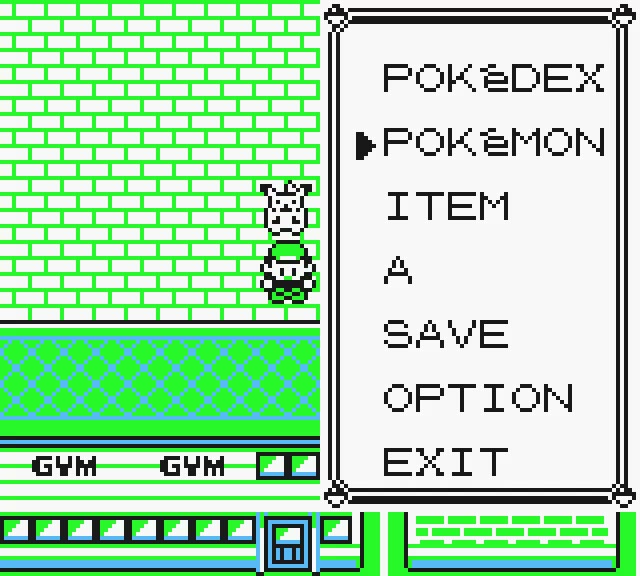 POKéDEX
POKéMON
ITEM
A
SAVE
OPTION
EXIT
GYM GYM